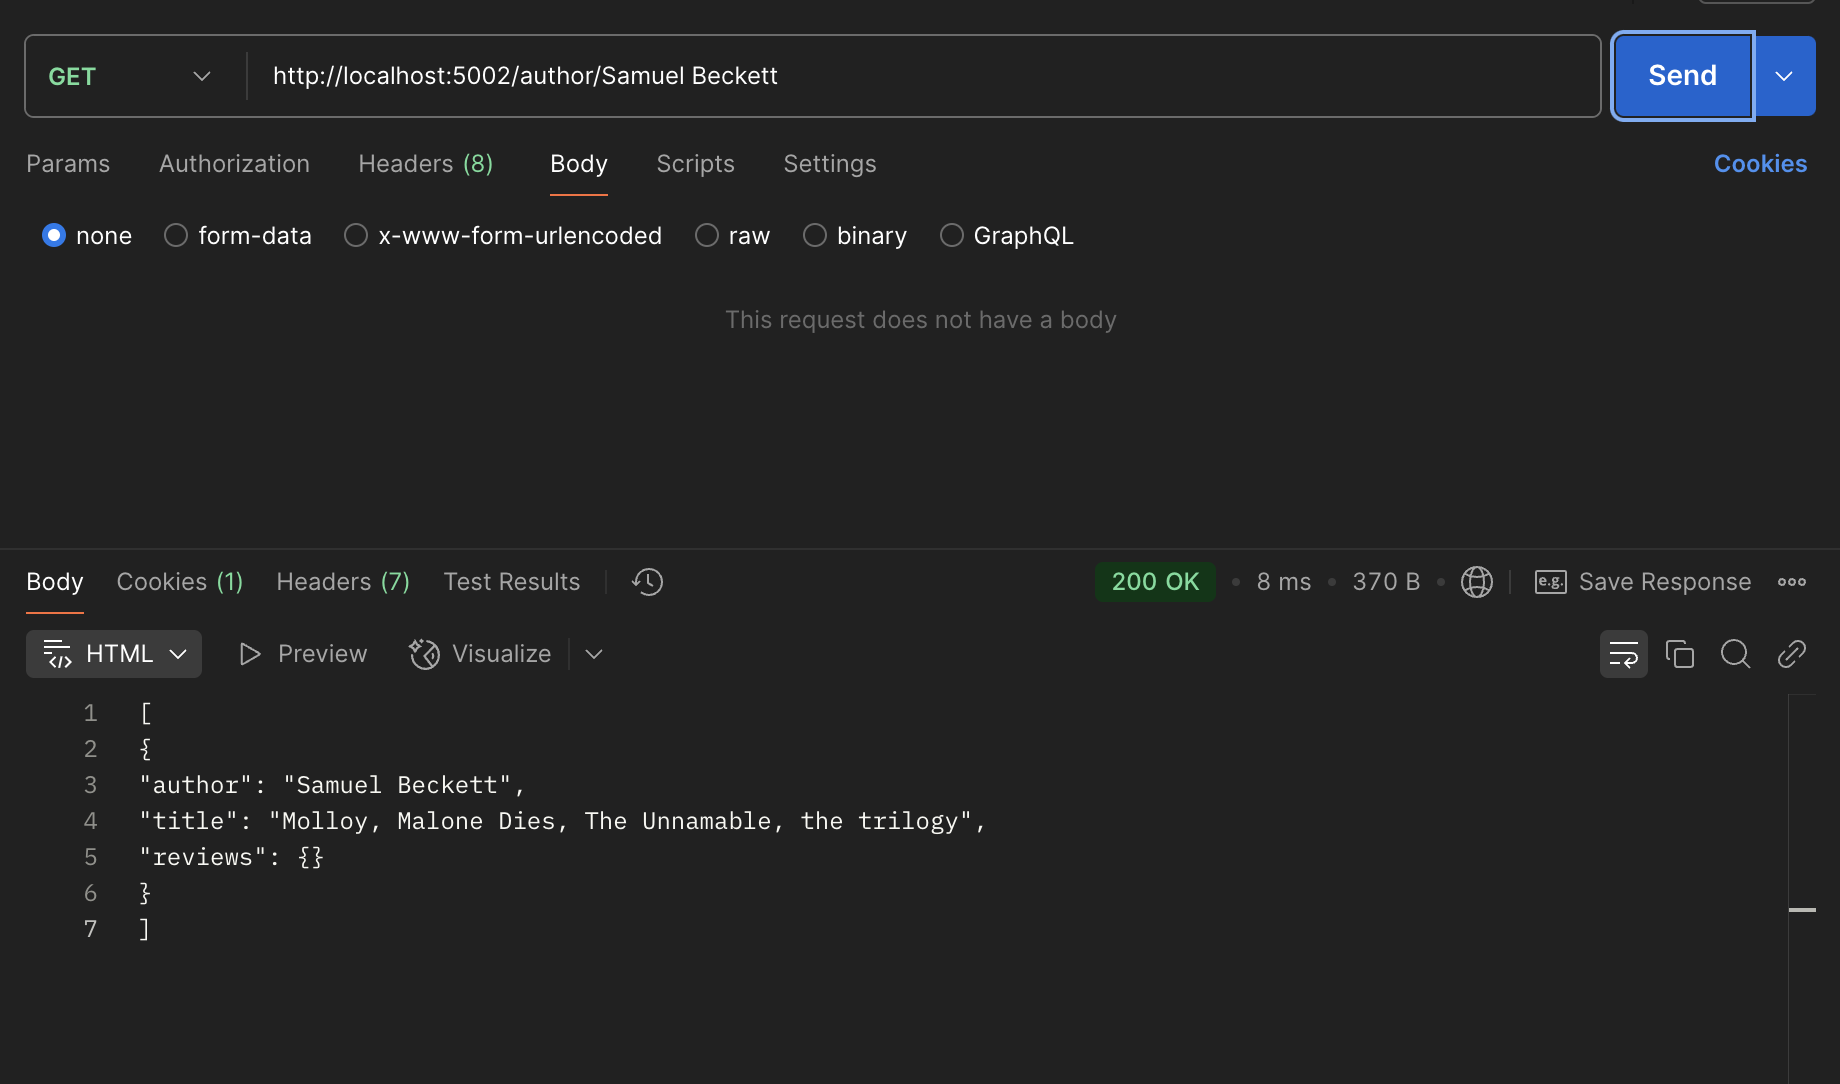 GET http://localhost:5002/author/Samuel Beckett Send
Params Authorization Headers (8) Body Scripts Settings Cookies
none form-data x-www-form-urlencoded raw binary GraphQL
This request does not have a body
Body Cookies (1) Headers (7) Test Results 200 OK 8 ms 370 B e.g. Save Response
HTML Preview Visualize
1 [
2 {
3 "author": "Samuel Beckett",
4 "title": "Molloy, Malone Dies, The Unnamable, the trilogy",
5 "reviews": {}
6 }
7 ]